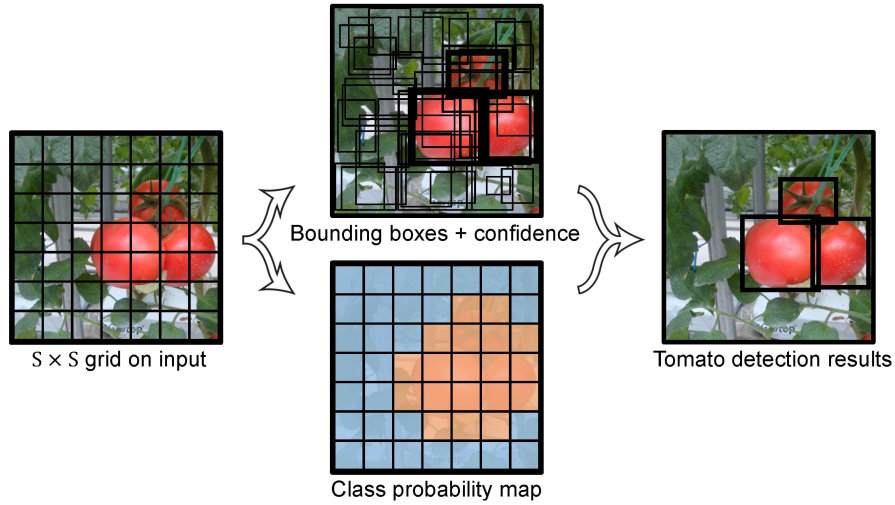 Bounding boxes + confidence
S × S grid on input
Tomato detection results
Class probability map